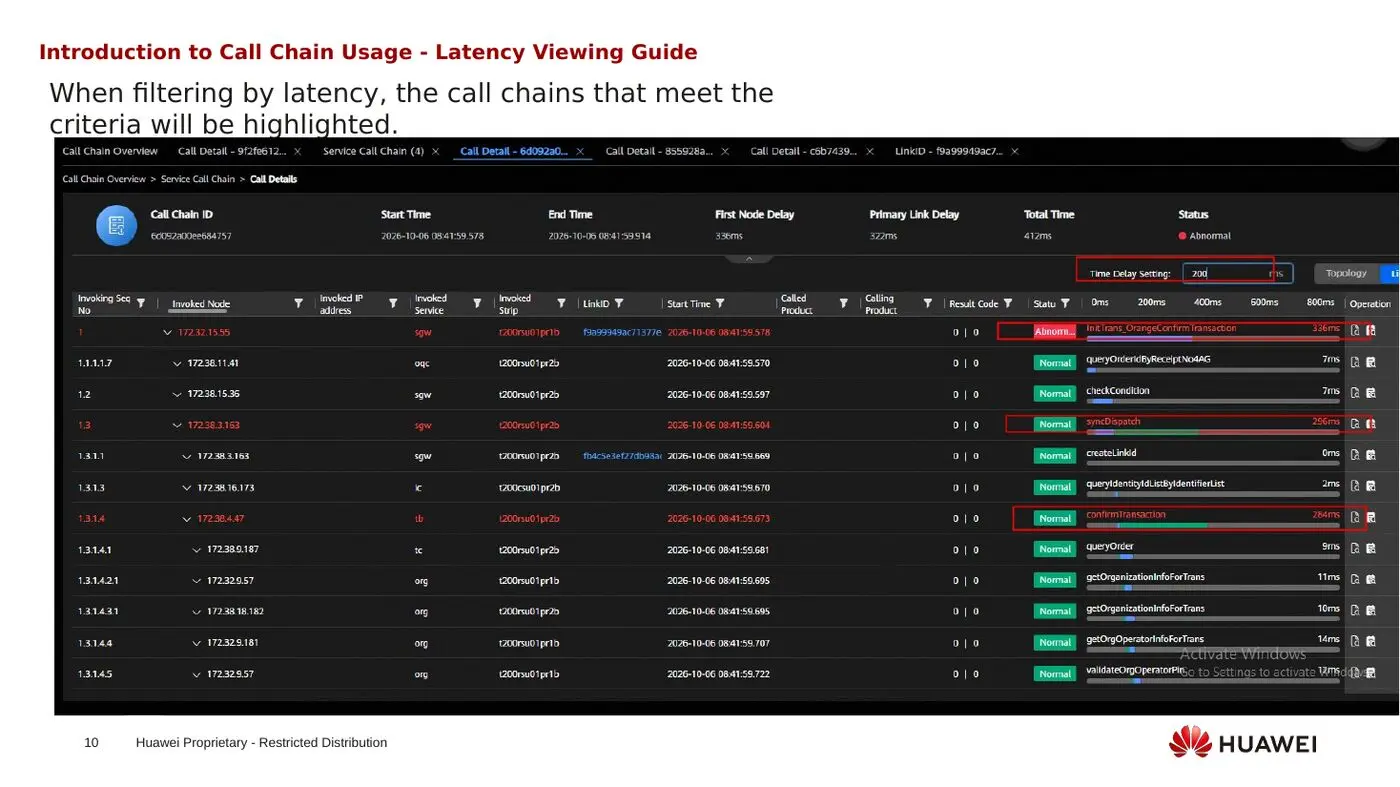 Introduction to Call Chain Usage - Latency Viewing Guide
When filtering by latency, the call chains that meet the
criteria will be highlighted.
Call Chain Overview Call Detail - 9f2fe612... × Service Call Chain (4) × Call Detail - 6d092a0... × Call Detail - 855928a... × Call Detail - c6b7439... × LinkID - f9a99949ac7... ×
Call Chain Overview > Service Call Chain > Call Details
Call Chain ID Start Time End Time First Node Delay Primary Link Delay Total Time Status
6d092a00ee684757 2026-10-06 08:41:59.578 2026-10-06 08:41:59.914 336ms 322ms 412ms Abnormal
Time Delay Setting: 200 ms Topology
Invoking Seq No Invoked Node Invoked IP address Invoked Service Invoked Strip LinkID Start Time Called Product Calling Product Result Code Statu 0ms 200ms 400ms 600ms 800ms Operation
1 172.32.15.55 sgw t200rsu01pr1b f9a99949ac71377e 2026-10-06 08:41:59.578 0 | 0 Abnorm... InitTrans_OrangeConfirmTransaction 336ms
1.1.1.1.7 172.38.11.41 oqc t200rsu01pr2b 2026-10-06 08:41:59.570 0 | 0 Normal queryOrderIdByReceiptNo4AG 7ms
1.2 172.38.15.36 sgw t200rsu01pr2b 2026-10-06 08:41:59.597 0 | 0 Normal checkCondition 7ms
1.3 172.38.3.163 sgw t200rsu01pr2b 2026-10-06 08:41:59.604 0 | 0 Normal syncDispatch 296ms
1.3.1.1 172.38.3.163 sgw t200rsu01pr2b fb4c5e3ef27db98ac 2026-10-06 08:41:59.669 0 | 0 Normal createLinkId 0ms
1.3.1.3 172.38.16.173 ic t200csu01pr2b 2026-10-06 08:41:59.670 0 | 0 Normal queryIdentityIdListByIdentifierList 2ms
1.3.1.4 172.38.4.47 tb t200rsu01pr2b 2026-10-06 08:41:59.673 0 | 0 Normal confirmTransaction 284ms
1.3.1.4.1 172.38.9.187 tc t200rsu01pr2b 2026-10-06 08:41:59.681 0 | 0 Normal queryOrder 9ms
1.3.1.4.2.1 172.32.9.57 org t200rsu01pr1b 2026-10-06 08:41:59.695 0 | 0 Normal getOrganizationInfoForTrans 11ms
1.3.1.4.3.1 172.38.18.182 org t200rsu01pr2b 2026-10-06 08:41:59.695 0 | 0 Normal getOrganizationInfoForTrans 10ms
1.3.1.4.4 172.32.9.181 org t200rsu01pr1b 2026-10-06 08:41:59.707 0 | 0 Normal getOrgOperatorInfoForTrans 14ms
Activate Windows
1.3.1.4.5 172.32.9.57 org t200rsu01pr1b 2026-10-06 08:41:59.722 0 | 0 Normal validateOrgOperatorPin 12ms
Go to Settings to activate Windows
10 Huawei Proprietary - Restricted Distribution HUAWEI